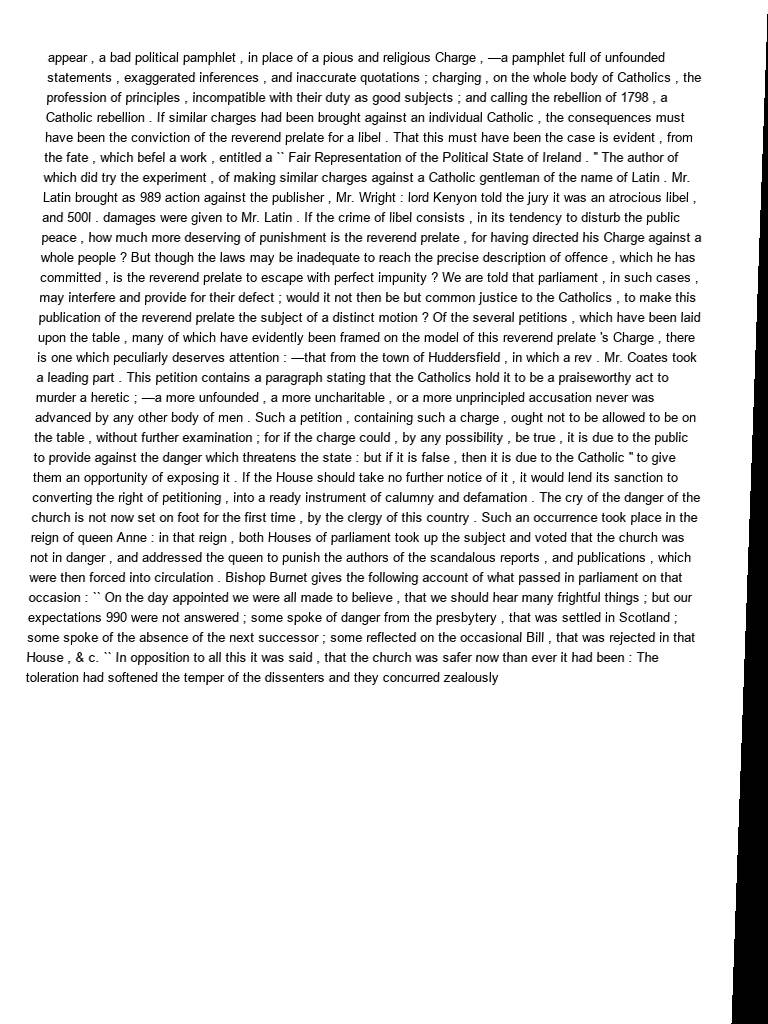 appear , a bad political pamphlet , in place of a pious and religious Charge , —a pamphlet full of unfounded
statements , exaggerated inferences , and inaccurate quotations ; charging , on the whole body of Catholics , the
profession of principles , incompatible with their duty as good subjects ; and calling the rebellion of 1798 , a
Catholic rebellion . If similar charges had been brought against an individual Catholic , the consequences must
have been the conviction of the reverend prelate for a libel . That this must have been the case is evident , from
the fate , which befel a work , entitled a `` Fair Representation of the Political State of Ireland . " The author of
which did try the experiment , of making similar charges against a Catholic gentleman of the name of Latin . Mr.
Latin brought as 989 action against the publisher , Mr. Wright : lord Kenyon told the jury it was an atrocious libel ,
and 500l . damages were given to Mr. Latin . If the crime of libel consists , in its tendency to disturb the public
peace , how much more deserving of punishment is the reverend prelate , for having directed his Charge against a
whole people ? But though the laws may be inadequate to reach the precise description of offence , which he has
committed , is the reverend prelate to escape with perfect impunity ? We are told that parliament , in such cases ,
may interfere and provide for their defect ; would it not then be but common justice to the Catholics , to make this
publication of the reverend prelate the subject of a distinct motion ? Of the several petitions , which have been laid
upon the table , many of which have evidently been framed on the model of this reverend prelate 's Charge , there
is one which peculiarly deserves attention : —that from the town of Huddersfield , in which a rev . Mr. Coates took
a leading part . This petition contains a paragraph stating that the Catholics hold it to be a praiseworthy act to
murder a heretic ; —a more unfounded , a more uncharitable , or a more unprincipled accusation never was
advanced by any other body of men . Such a petition , containing such a charge , ought not to be allowed to be on
the table , without further examination ; for if the charge could , by any possibility , be true , it is due to the public
to provide against the danger which threatens the state : but if it is false , then it is due to the Catholic " to give
them an opportunity of exposing it . If the House should take no further notice of it , it would lend its sanction to
converting the right of petitioning , into a ready instrument of calumny and defamation . The cry of the danger of the
church is not now set on foot for the first time , by the clergy of this country . Such an occurrence took place in the
reign of queen Anne : in that reign , both Houses of parliament took up the subject and voted that the church was
not in danger , and addressed the queen to punish the authors of the scandalous reports , and publications , which
were then forced into circulation . Bishop Burnet gives the following account of what passed in parliament on that
occasion : `` On the day appointed we were all made to believe , that we should hear many frightful things ; but our
expectations 990 were not answered ; some spoke of danger from the presbytery , that was settled in Scotland ;
some spoke of the absence of the next successor ; some reflected on the occasional Bill , that was rejected in that
House , & c. `` In opposition to all this it was said , that the church was safer now than ever it had been : The
toleration had softened the temper of the dissenters and they concurred zealously